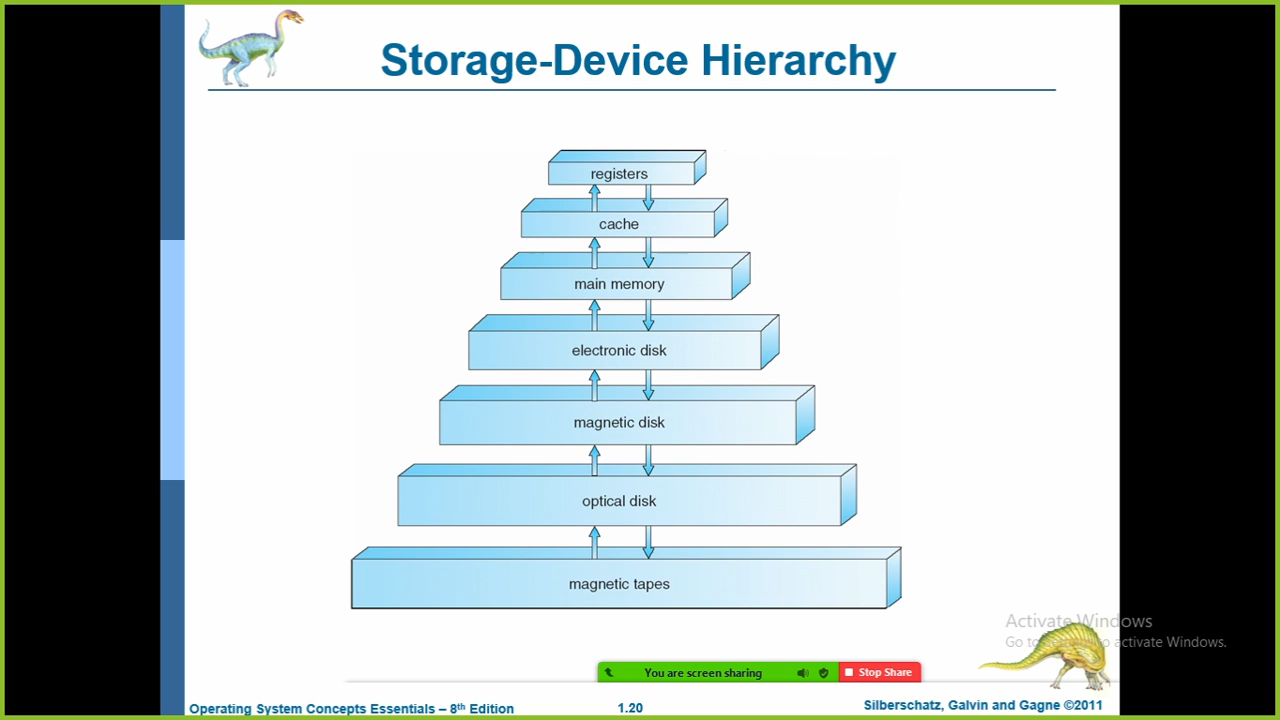 Storage-Device Hierarchy
registers
cache
main memory
electronic disk
magnetic disk
optical disk
magnetic tapes
Activate Windows
Go to to activate Windows.
You are screen sharing
Stop Share
Operating System Concepts Essentials – 8th Edition
1.20
Silberschatz, Galvin and Gagne ©2011